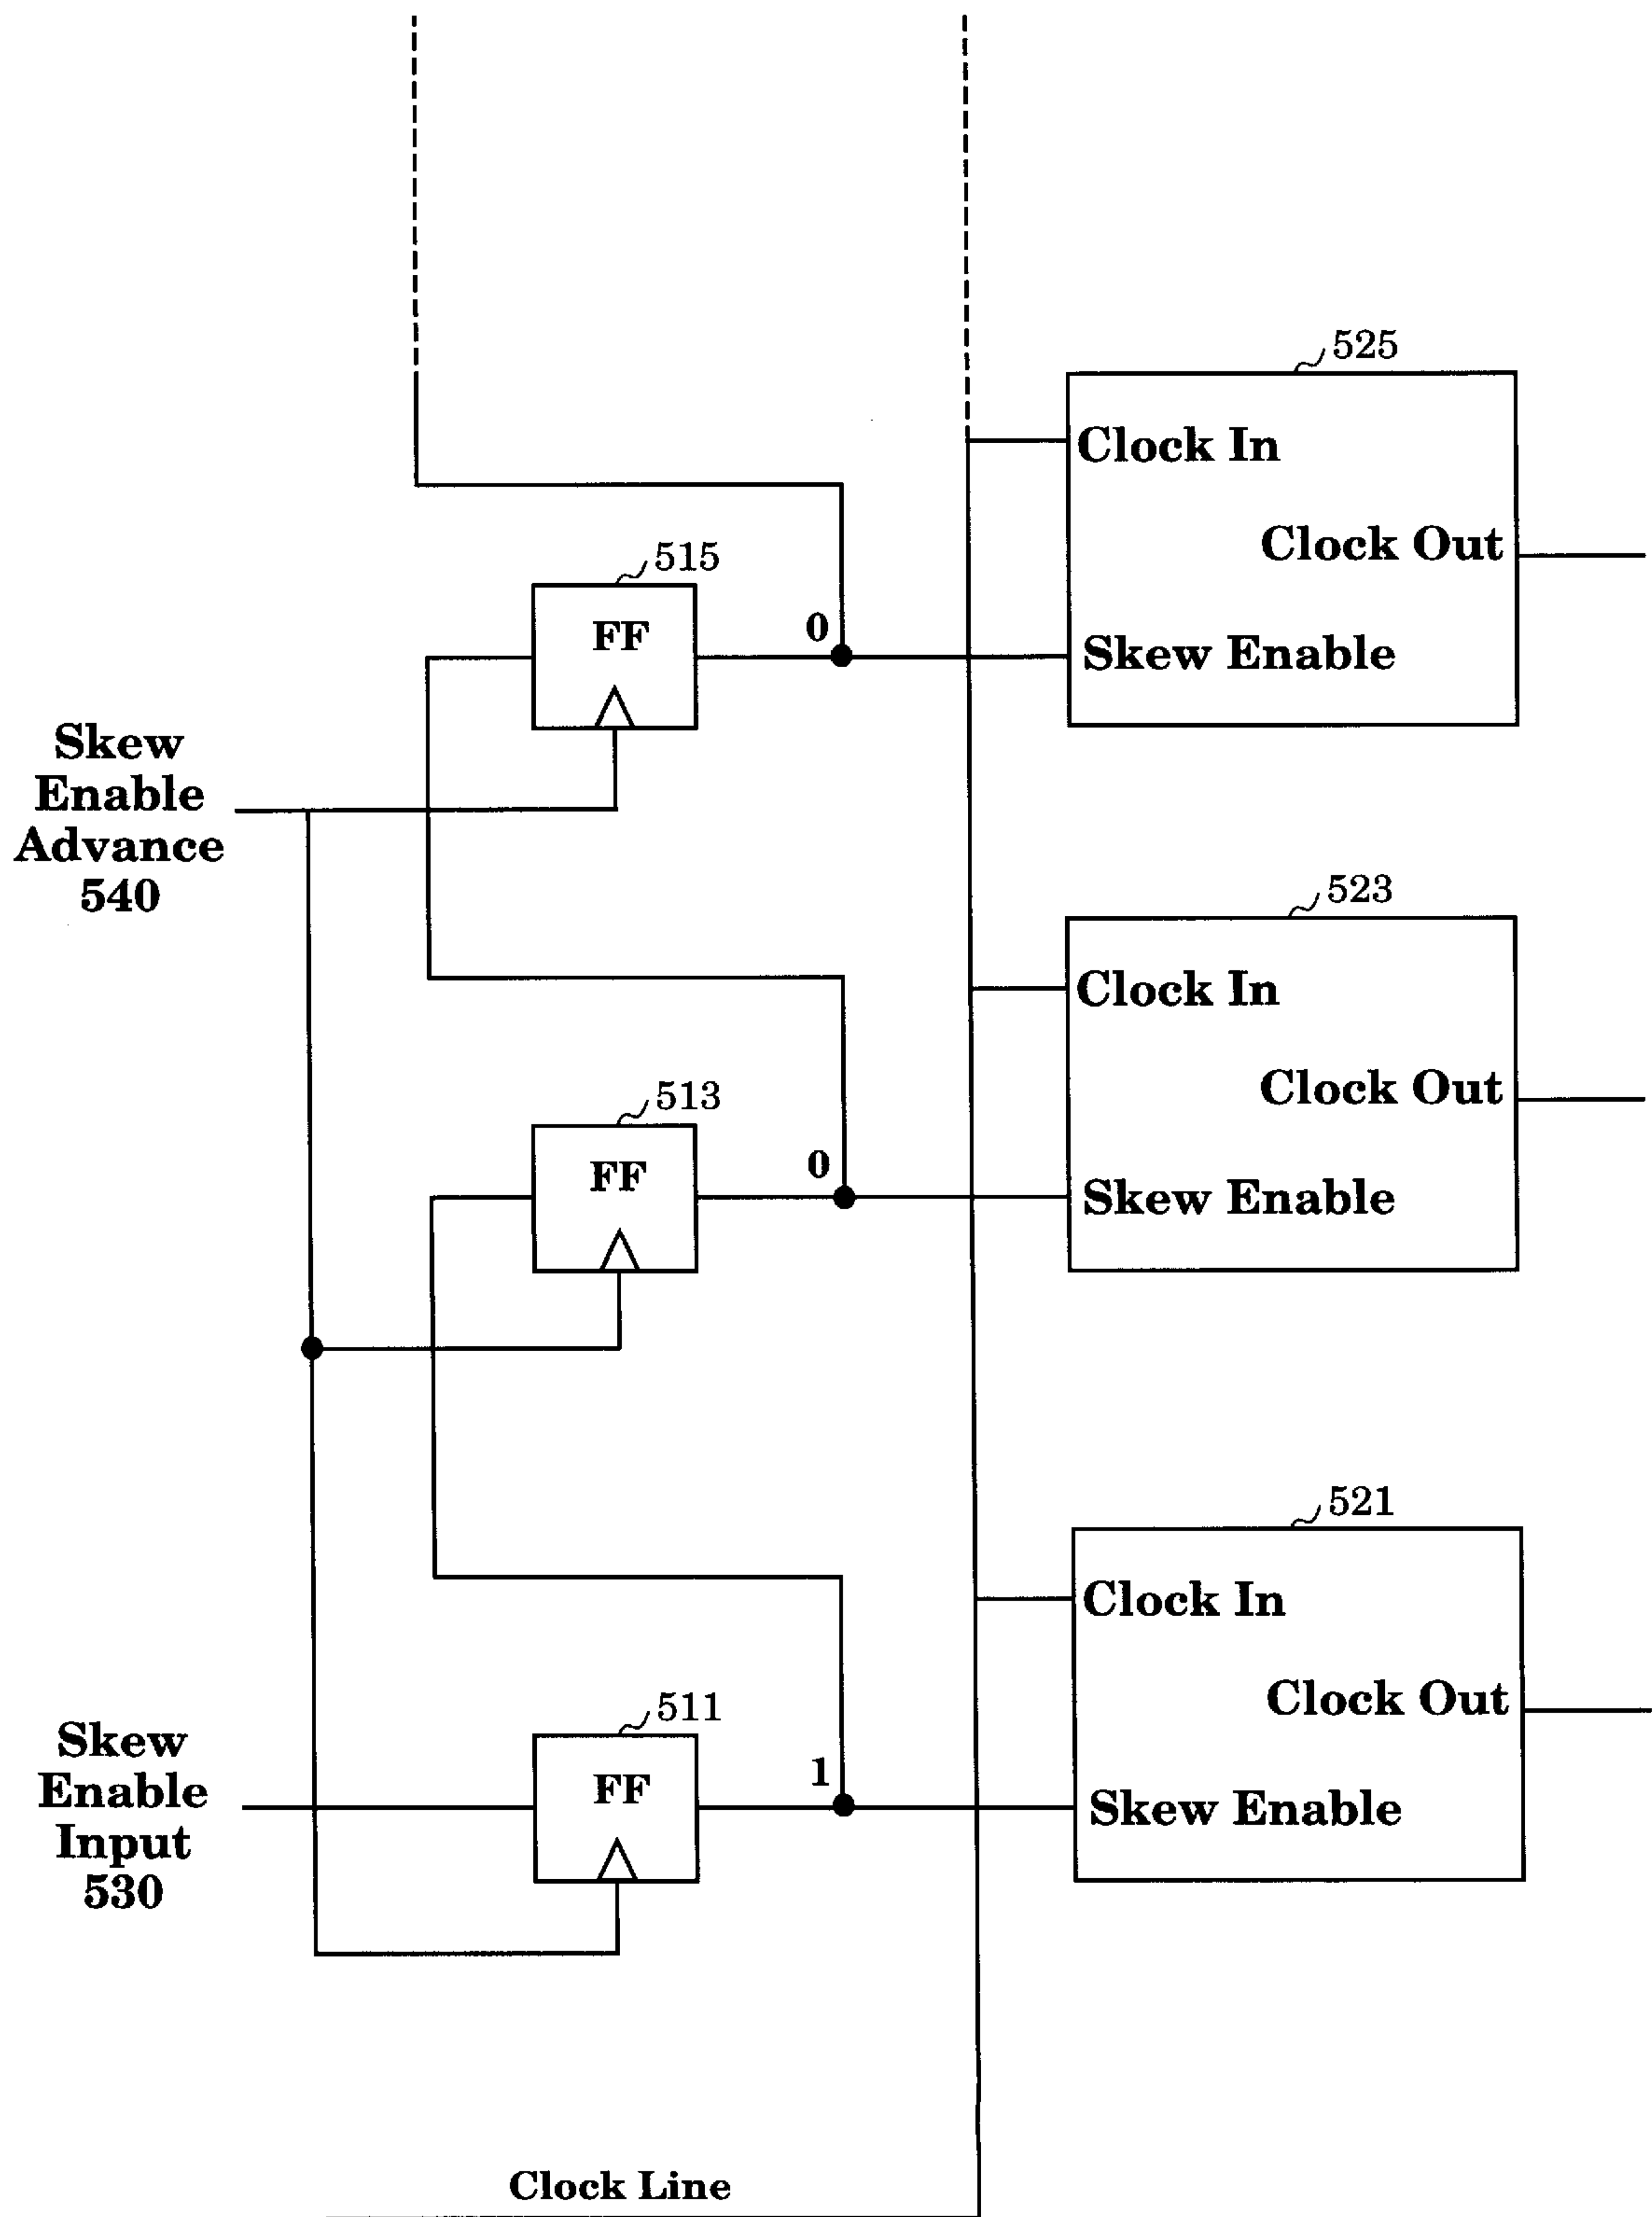 525
Clock In
Clock Out
Skew Enable
515
FF
0
Skew
Enable
Advance
540
523
Clock In
Clock Out
Skew Enable
513
FF
0
521
Clock In
Clock Out
Skew Enable
511
FF
1
Skew
Enable
Input
530
Clock Line